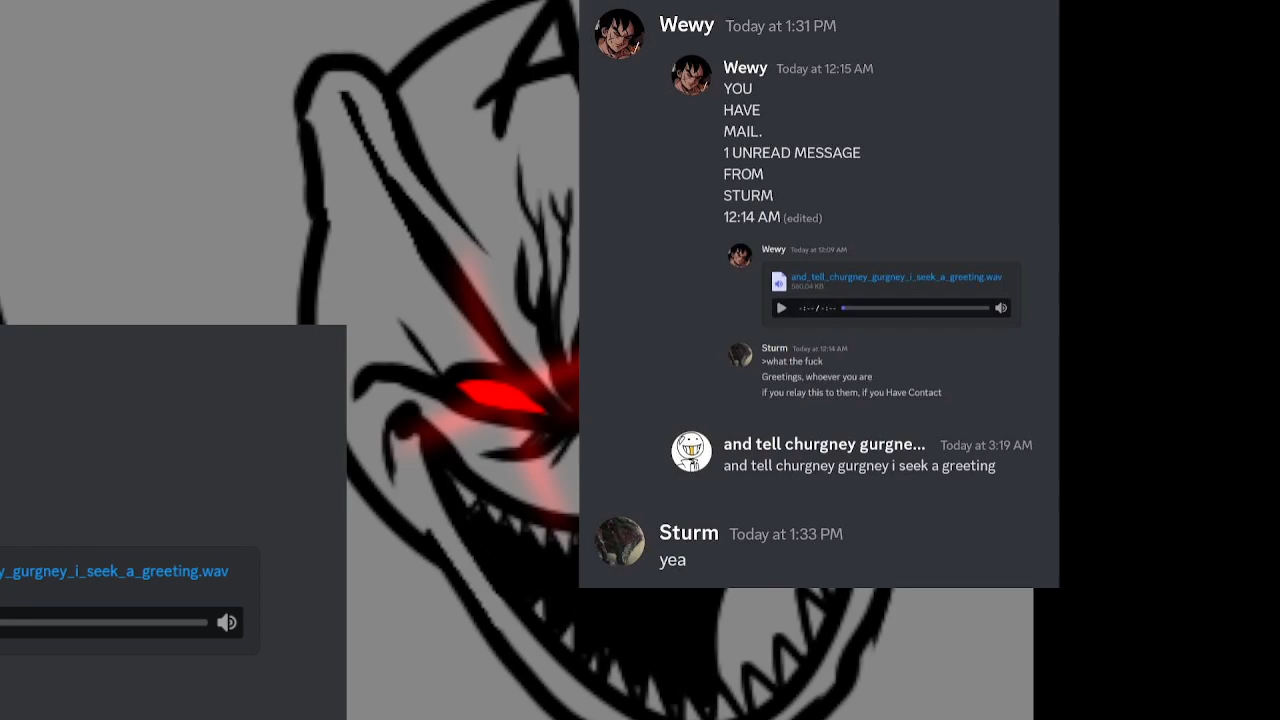 Wewy Today at 1:31 PM
Wewy Today at 12:15 AM
YOU
HAVE
MAIL.
1 UNREAD MESSAGE
FROM
STURM
12:14 AM (edited)
Wewy Today at 12:09 AM
and_tell_churgney_gurgney_i_seek_a_greeting.wav
560.04 KB
-:-- / -:--
Sturm Today at 12:14 AM
>what the fuck
Greetings, whoever you are
if you relay this to them, if you Have Contact
and tell churgney gurgne... Today at 3:19 AM
and tell churgney gurgney i seek a greeting
Sturm Today at 1:33 PM
yea
y_gurgney_i_seek_a_greeting.wav
A